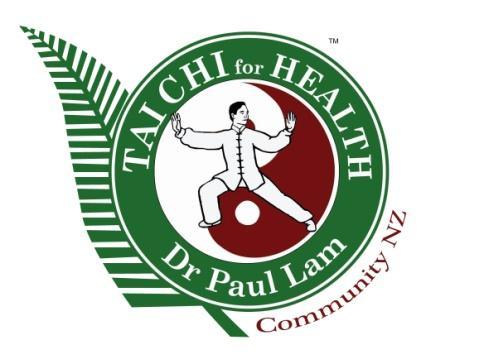 TAI CHI for HEALTH
TM
Dr Paul Lam
Community NZ